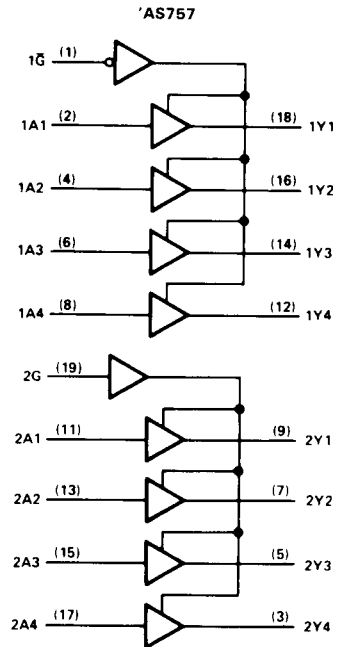 'AS757
1G̅ (1)
1A1 (2) (18) 1Y1
1A2 (4) (16) 1Y2
1A3 (6) (14) 1Y3
1A4 (8) (12) 1Y4
2G (19)
2A1 (11) (9) 2Y1
2A2 (13) (7) 2Y2
2A3 (15) (5) 2Y3
2A4 (17) (3) 2Y4